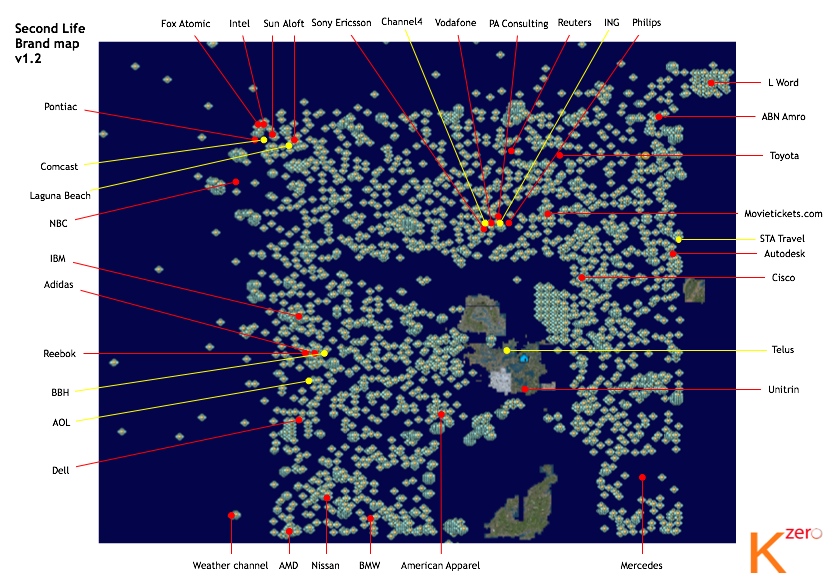 Second Life
Brand map
v1.2
Fox Atomic
Intel
Sun Aloft
Sony Ericsson
Channel4
Vodafone
PA Consulting
Reuters
ING
Philips
L Word
Pontiac
ABN Amro
Comcast
Toyota
Laguna Beach
NBC
Movietickets.com
STA Travel
Autodesk
IBM
Cisco
Adidas
Reebok
Telus
BBH
Unitrin
AOL
Dell
Weather channel
AMD
Nissan
BMW
American Apparel
Mercedes
K zero